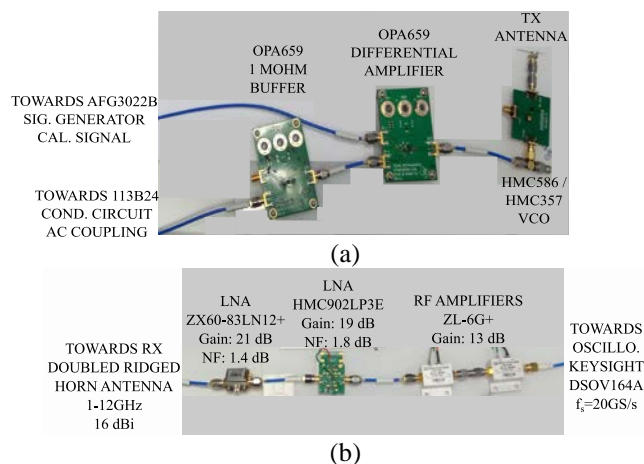 TX
ANTENNA
OPA659
1 MOHM
BUFFER
OPA659
DIFFERENTIAL
AMPLIFIER
TOWARDS AFG3022B
SIG. GENERATOR
CAL. SIGNAL
TOWARDS 113B24
COND. CIRCUIT
AC COUPLING
HMC586 /
HMC357
VCO
(a)
LNA
ZX60-83LN12+
Gain: 21 dB
NF: 1.4 dB
LNA
HMC902LP3E
Gain: 19 dB
NF: 1.8 dB
RF AMPLIFIERS
ZL-6G+
Gain: 13 dB
TOWARDS RX
DOUBLED RIDGED
HORN ANTENNA
1-12GHz
16 dBi
TOWARDS
OSCILLO.
KEYSIGHT
DSOV164A
fs=20GS/s
(b)